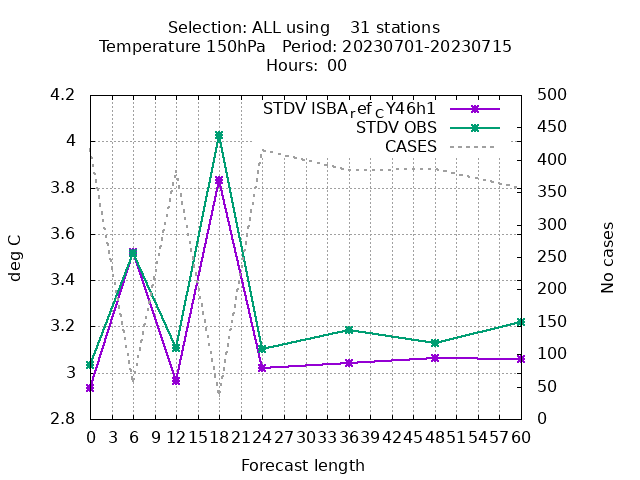 Selection: ALL using 31 stations
Temperature 150hPa Period: 20230701-20230715
Hours: 00
STDV ISBA_ref_CY46h1
STDV OBS
CASES
deg C
4.2
4
3.8
3.6
3.4
3.2
3
2.8
500
450
400
350
300
250
200
150
100
50
0
No cases
0 3 6 9 12 15 18 21 24 27 30 33 36 39 42 45 48 51 54 57 60
Forecast length